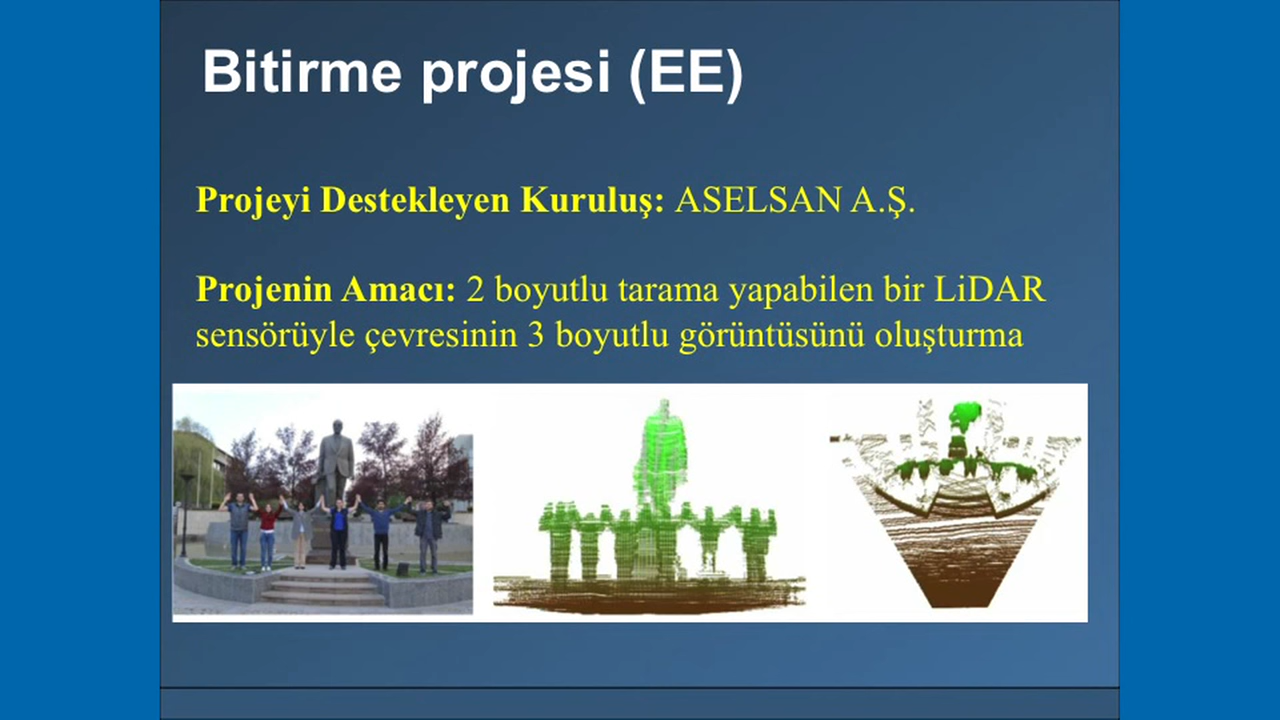 Bitirme projesi (EE)
Projeyi Destekleyen Kuruluş: ASELSAN A.Ş.
Projenin Amacı: 2 boyutlu tarama yapabilen bir LiDAR
sensörüyle çevresinin 3 boyutlu görüntüsünü oluşturma